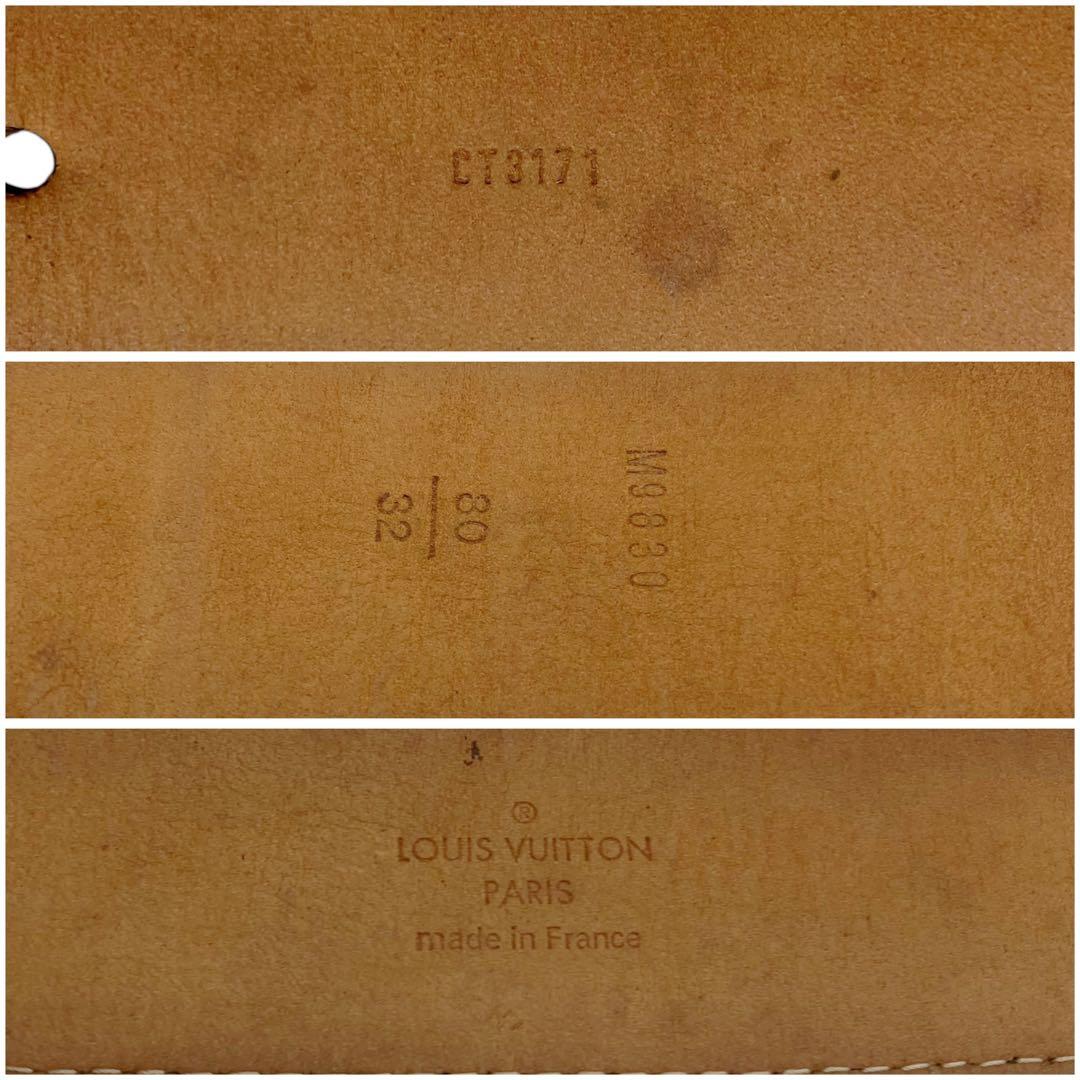 CT3171
80
32
M9830
®
LOUIS VUITTON
PARIS
made in France